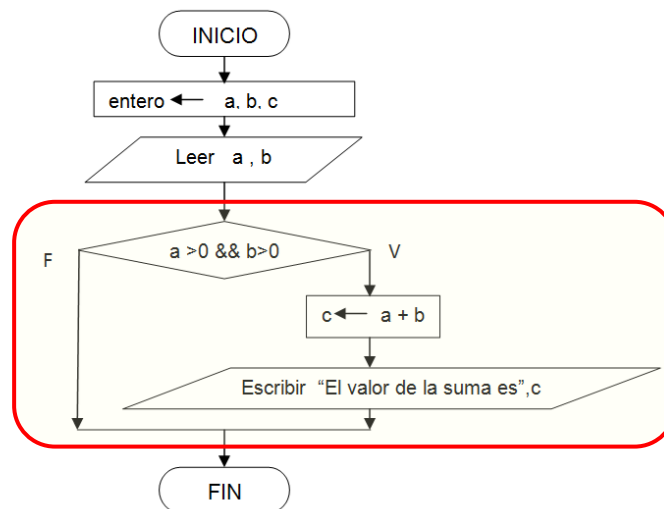 INICIO
entero a, b, c
Leer a , b
a >0 && b>0
F
V
c a + b
Escribir “El valor de la suma es”,c
FIN